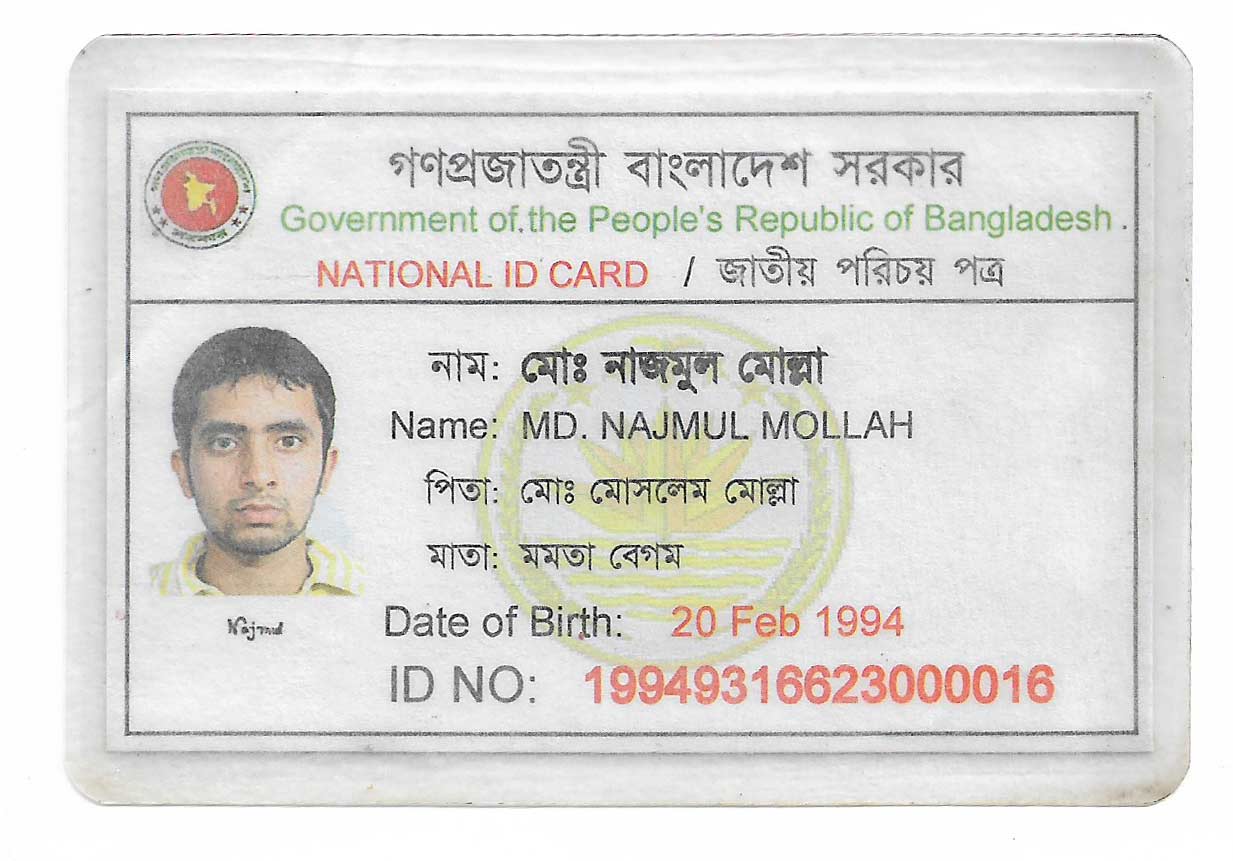 গণপ্রজাতন্ত্রী বাংলাদেশ সরকার
Government of the People's Republic of Bangladesh
NATIONAL ID CARD / জাতীয় পরিচয় পত্র
নাম: মোঃ নাজমুল মোল্লা
Name: MD. NAJMUL MOLLAH
পিতা: মোঃ মোসলেম মোল্লা
মাতা: মমতা বেগম
Najmul
Date of Birth: 20 Feb 1994
ID NO: 19949316623000016